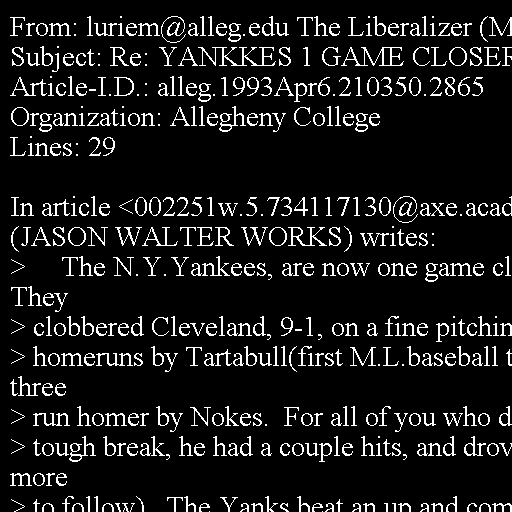 From: luriem@alleg.edu The Liberalizer (M
Subject: Re: YANKKES 1 GAME CLOSER
Article-I.D.: alleg.1993Apr6.210350.2865
Organization: Allegheny College
Lines: 29

In article <002251w.5.734117130@axe.acad
(JASON WALTER WORKS) writes:
>     The N.Y.Yankees, are now one game cl
They
> clobbered Cleveland, 9-1, on a fine pitchin
> homeruns by Tartabull(first M.L.baseball t
three
> run homer by Nokes.  For all of you who d
> tough break, he had a couple hits, and drov
more
> to follow).  The Yanks beat an up and com